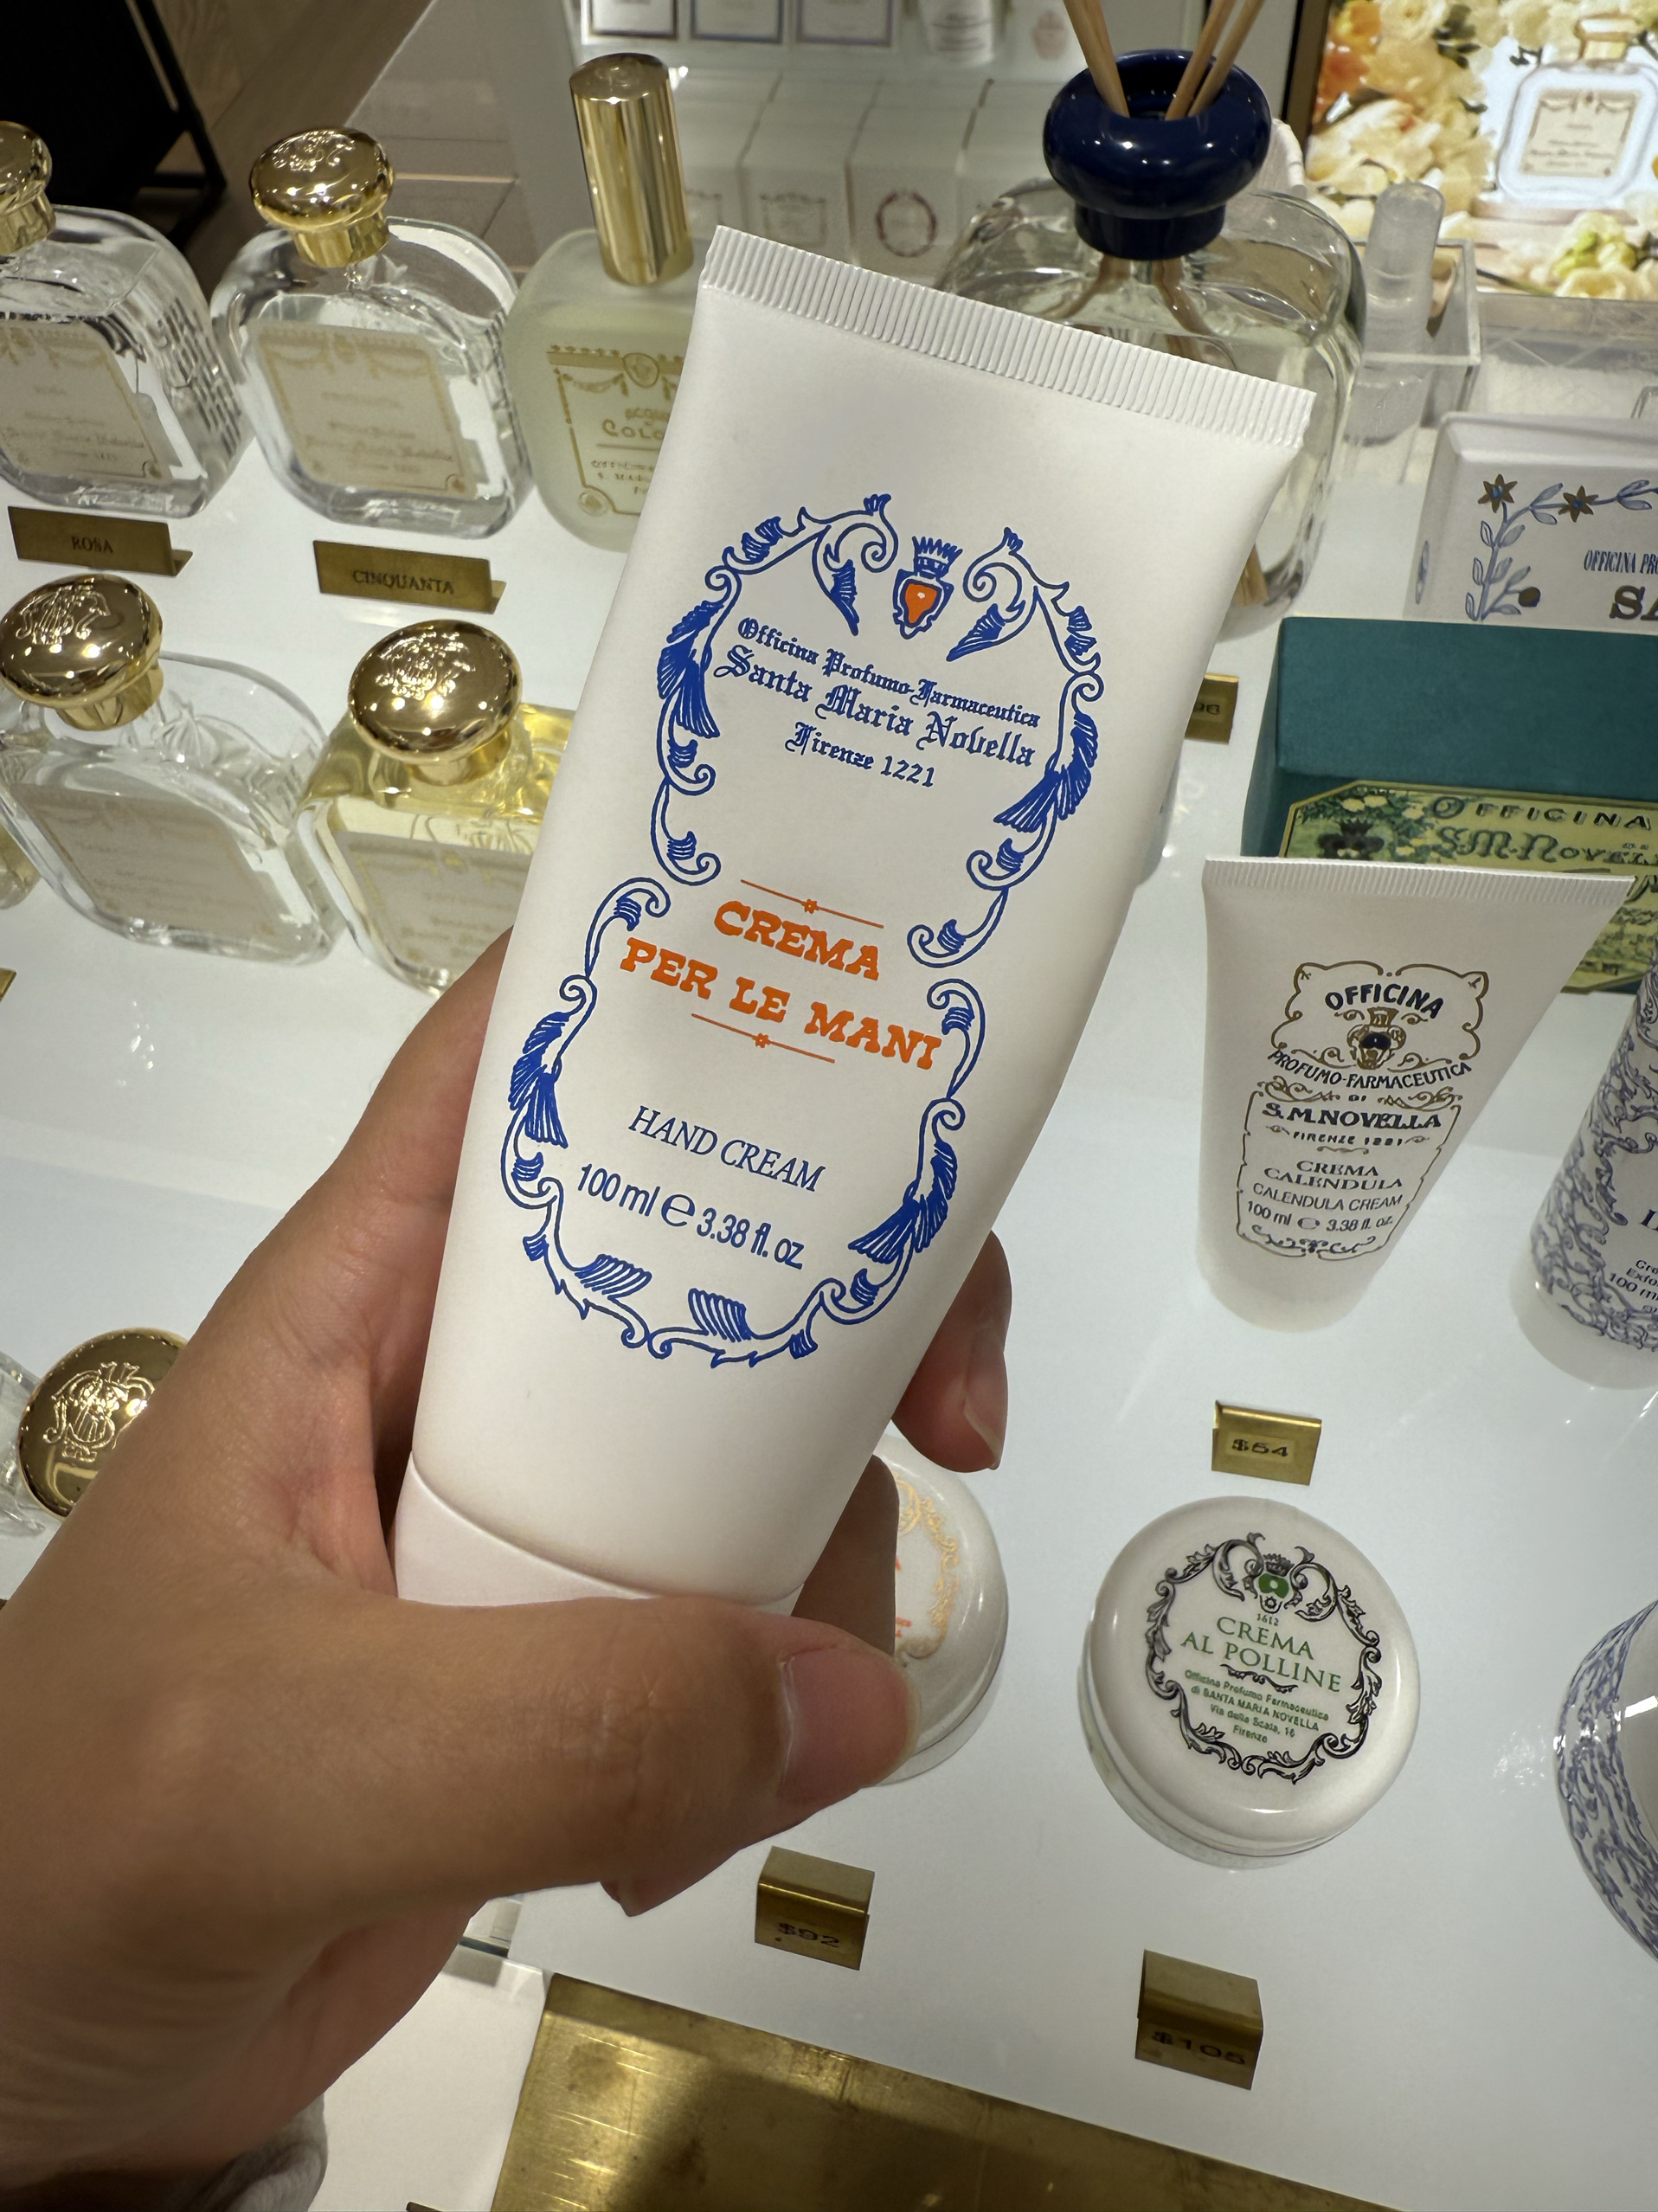 Officina Profumo-Farmaceutica
Santa Maria Novella
Firenze 1221
CREMA
PER LE MANI
HAND CREAM
100 ml ℮ 3.38 fl. oz
ROSA
CINQUANTA
OFFICINA
S.M.NOVELLA
OFFICINA
PROFUMO-FARMACEUTICA
DI
S.M.NOVELLA
FIRENZE 1221
CREMA
CALENDULA
CALENDULA CREAM
100 ml ℮ 3.38 fl. oz.
$54
1612
CREMA
AL POLLINE
Officina Profumo Farmaceutica
di SANTA MARIA NOVELLA
Via della Scala, 16
Firenze
$92
$105